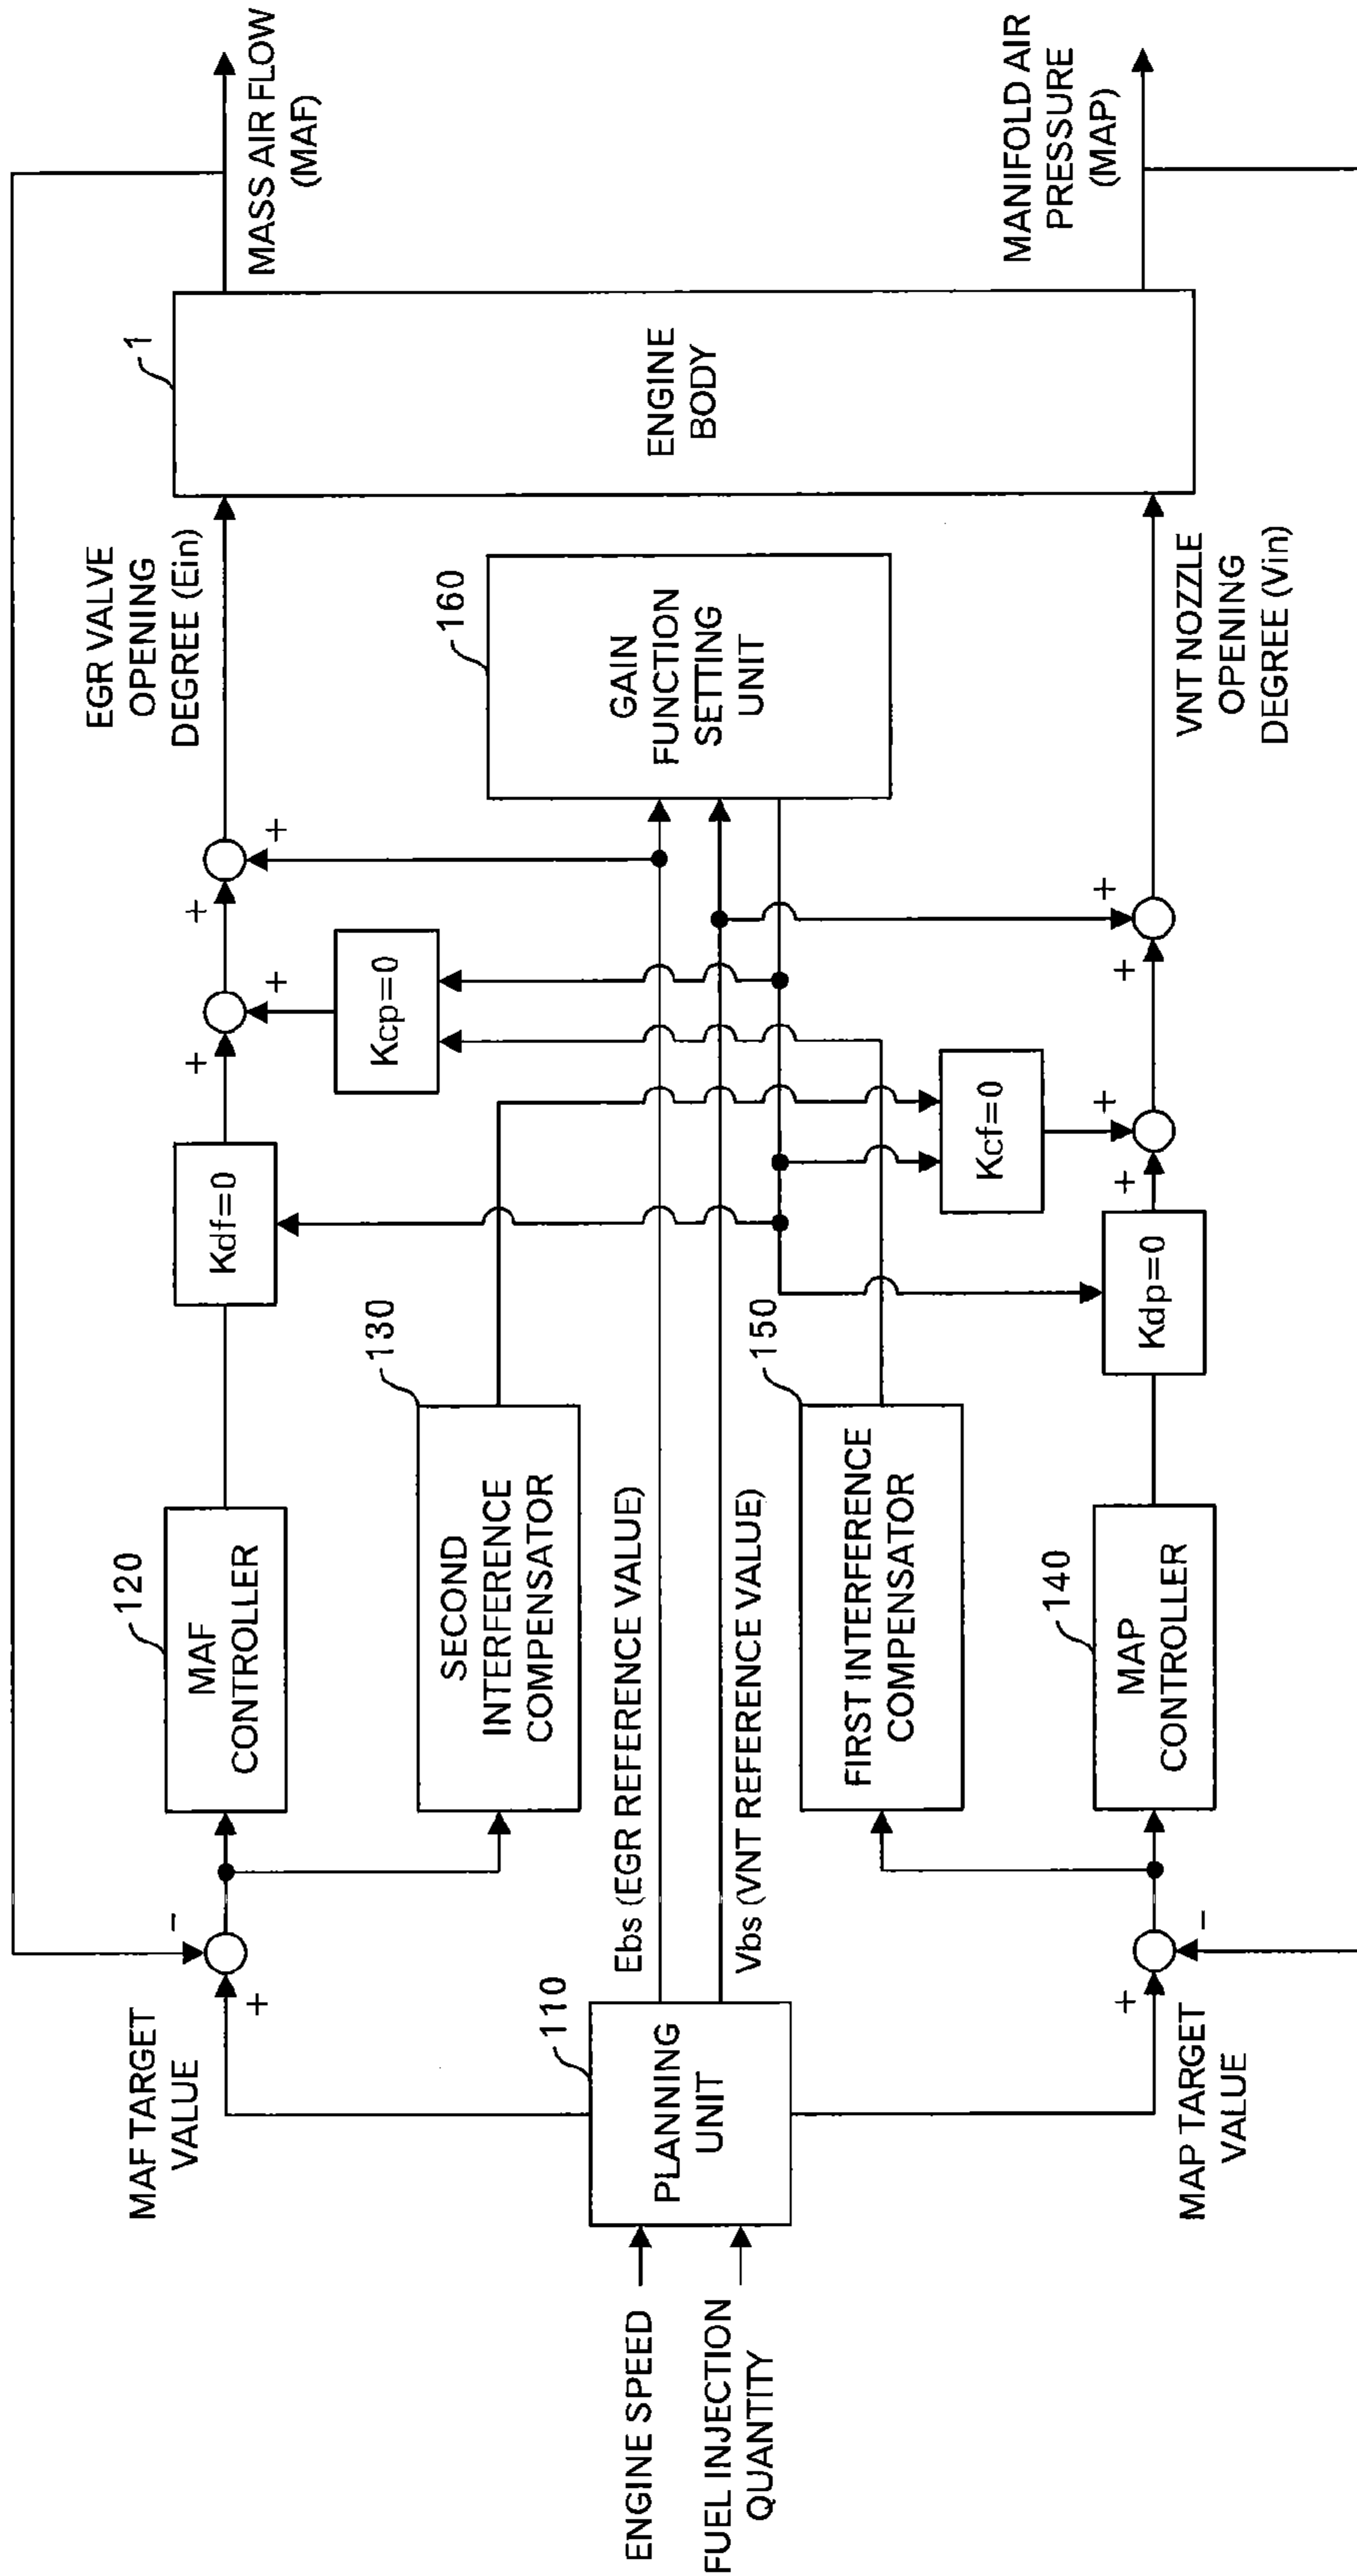 ENGINE SPEED
FUEL INJECTION
QUANTITY
110
PLANNING
UNIT
MAF TARGET
VALUE
+
-
MAP TARGET
VALUE
+
-
120
MAF
CONTROLLER
130
SECOND
INTERFERENCE
COMPENSATOR
Ebs (EGR REFERENCE VALUE)
Vbs (VNT REFERENCE VALUE)
150
FIRST INTERFERENCE
COMPENSATOR
140
MAP
CONTROLLER
Kdf=0
Kdp=0
Kcp=0
Kcf=0
+
+
+
+
+
+
+
+
160
GAIN
FUNCTION
SETTING
UNIT
EGR VALVE
OPENING
DEGREE (Ein)
VNT NOZZLE
OPENING
DEGREE (Vin)
1
ENGINE
BODY
MASS AIR FLOW
(MAF)
MANIFOLD AIR
PRESSURE
(MAP)